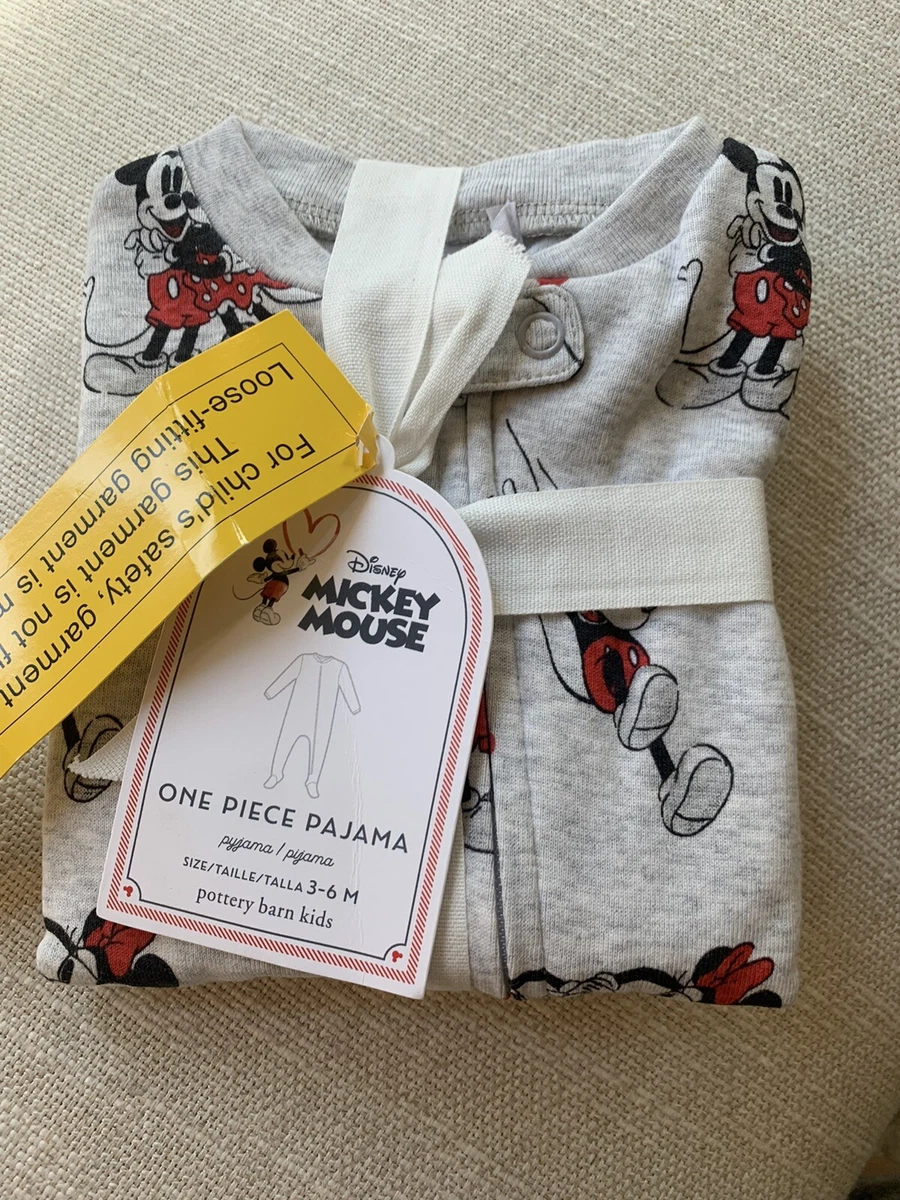 For child's safety, garment
This garment is not
Loose-fitting garment is
Disney
MICKEY
MOUSE
ONE PIECE PAJAMA
pyjama / pijama
SIZE/TAILLE/TALLA 3-6 M
pottery barn kids